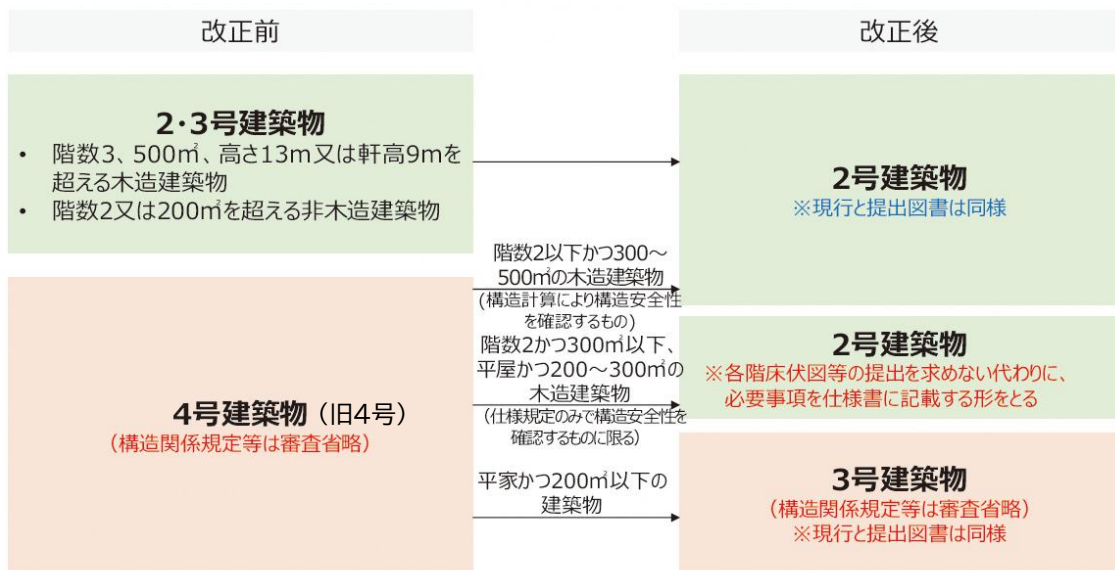 改正前
改正後
2・3号建築物
• 階数3、500㎡、高さ13m又は軒高9mを
超える木造建築物
• 階数2又は200㎡を超える非木造建築物
2号建築物
※現行と提出図書は同様
階数2以下かつ300～
500㎡の木造建築物
(構造計算により構造安全性
を確認するもの)
階数2かつ300㎡以下、
平屋かつ200～300㎡の
木造建築物
(仕様規定のみで構造安全性を
確認するものに限る)
2号建築物
※各階床伏図等の提出を求めない代わりに、
必要事項を仕様書に記載する形をとる
4号建築物（旧4号）
（構造関係規定等は審査省略）
平家かつ200㎡以下の
建築物
3号建築物
（構造関係規定等は審査省略）
※現行と提出図書は同様